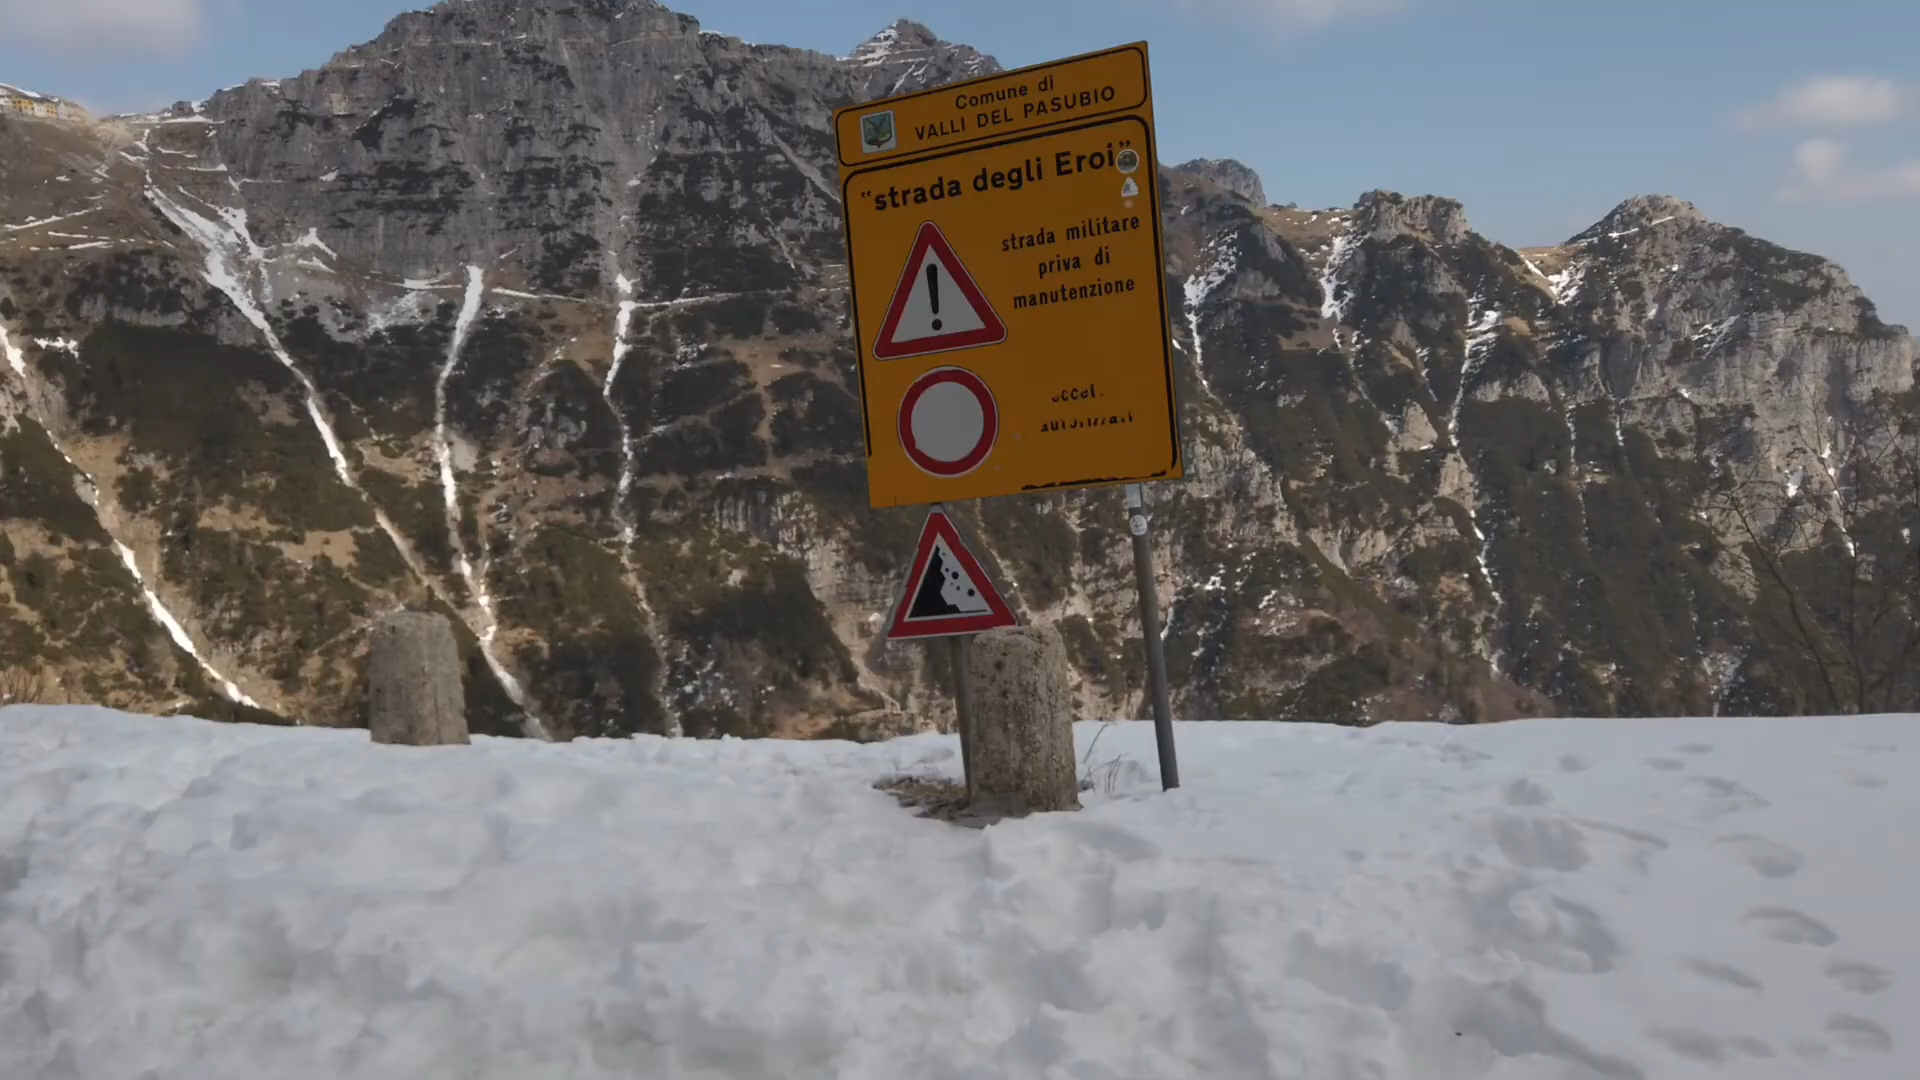 Comune di
VALLI DEL PASUBIO
"strada degli Eroi"
strada militare
priva di
manutenzione